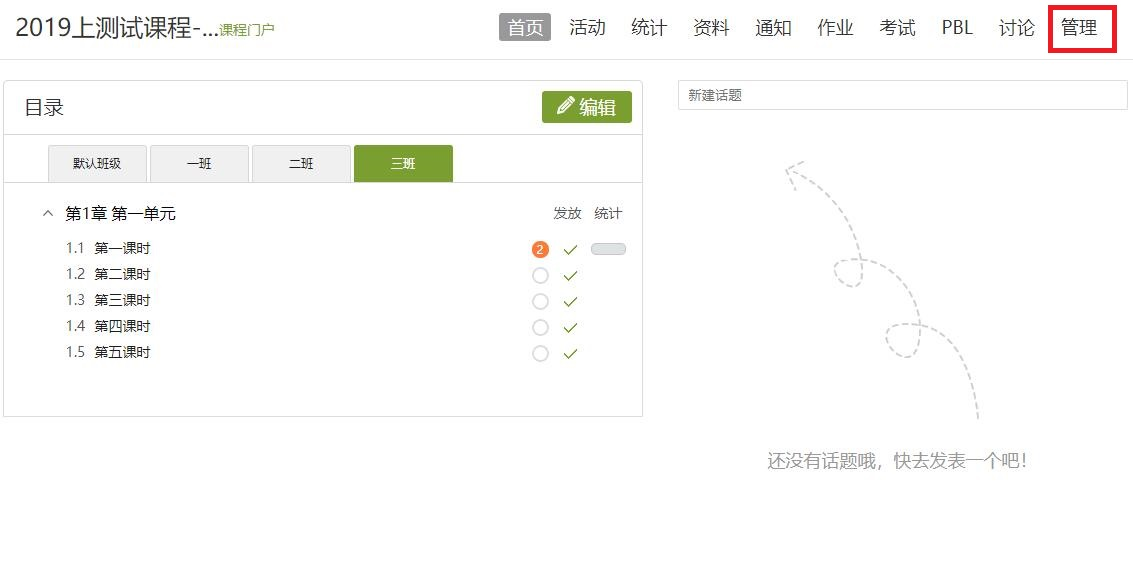 2019上测试课程-...课程门户
首页 活动 统计 资料 通知 作业 考试 PBL 讨论 管理
目录 编辑
新建话题
默认班级 一班 二班 三班
第1章 第一单元 发放 统计
1.1 第一课时 2
1.2 第二课时
1.3 第三课时
1.4 第四课时
1.5 第五课时
还没有话题哦，快去发表一个吧！